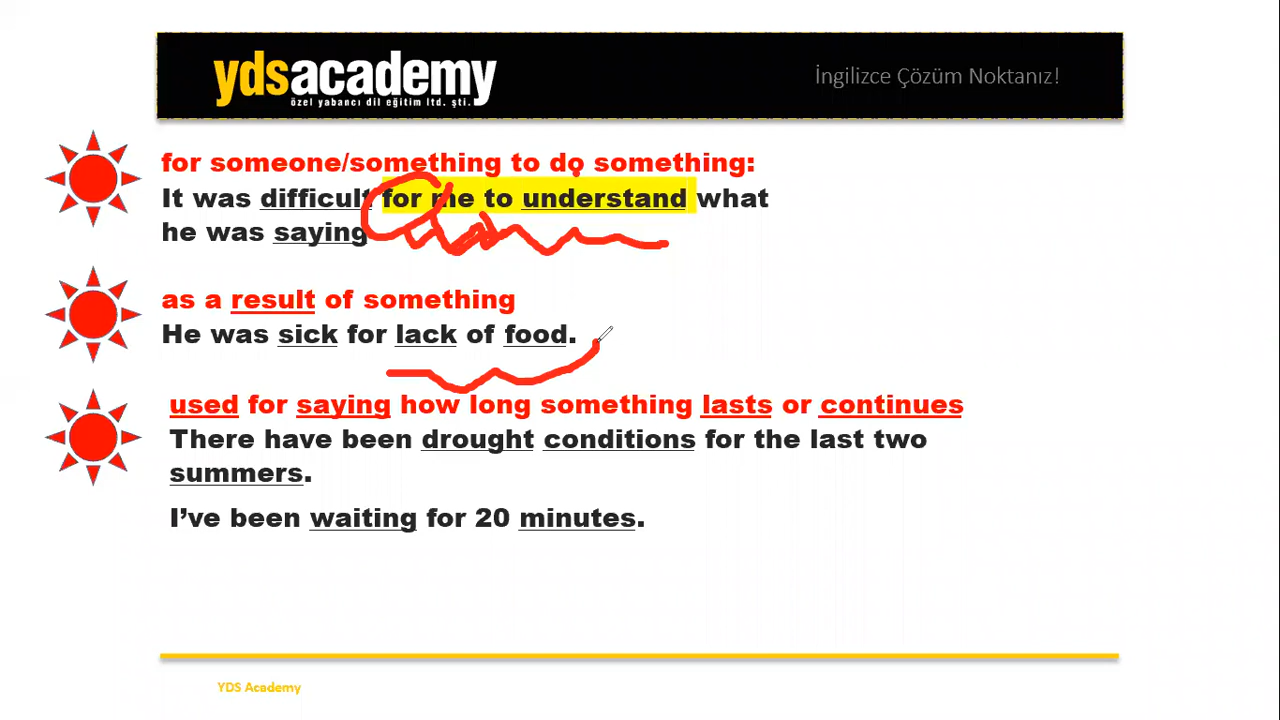 ydsacademy
özel yabancı dil eğitim ltd. şti.
İngilizce Çözüm Noktanız!
for someone/something to do something:
It was difficult for me to understand what
he was saying
as a result of something
He was sick for lack of food.
used for saying how long something lasts or continues
There have been drought conditions for the last two
summers.
I’ve been waiting for 20 minutes.
YDS Academy